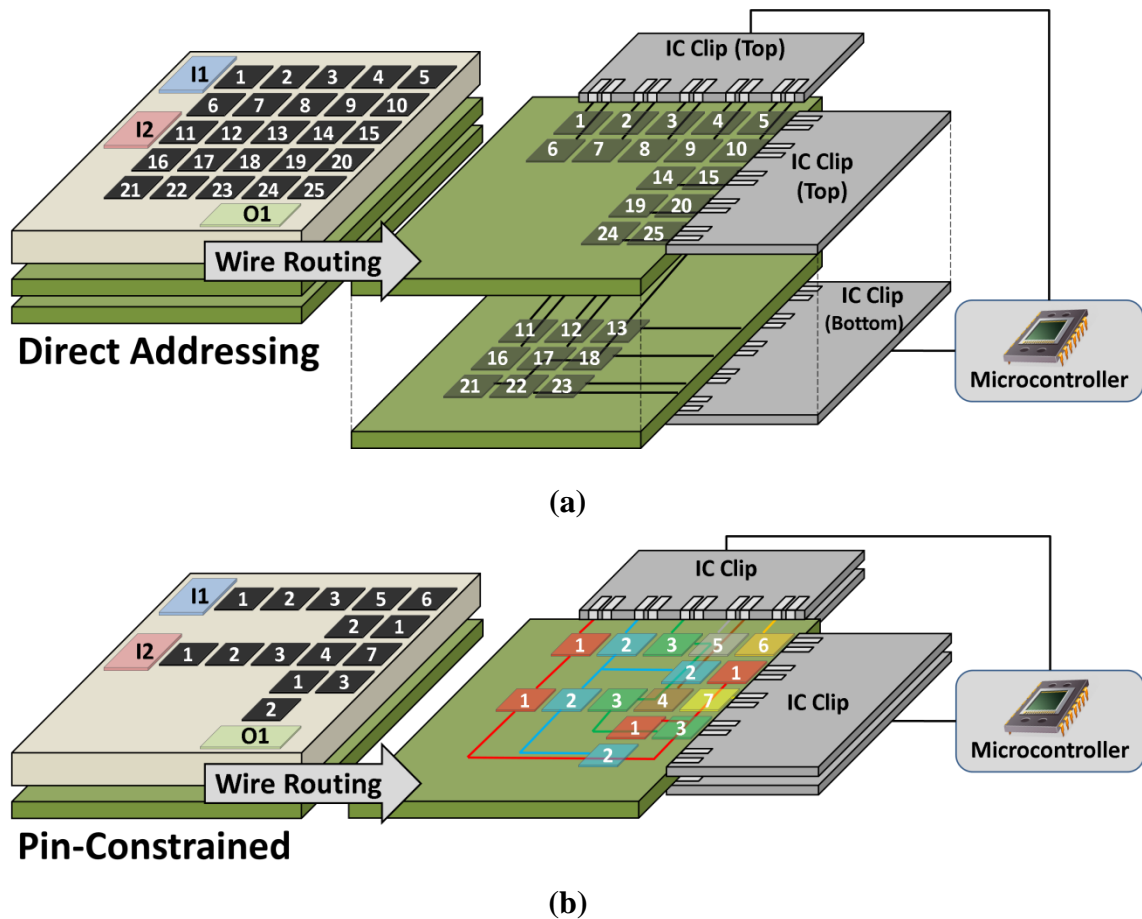 IC Clip (Top)
I1 1 2 3 4 5
6 7 8 9 10
I2 11 12 13 14 15
16 17 18 19 20
21 22 23 24 25
O1
1 2 3 4 5
6 7 8 9 10
14 15
19 20
24 25
IC Clip
(Top)
Wire Routing
Direct Addressing
11 12 13
16 17 18
21 22 23
IC Clip
(Bottom)
Microcontroller
(a)
IC Clip
I1 1 2 3 5 6
2 1
I2 1 2 3 4 7
1 3
2
O1
1 2 3 5 6
2 1
1 2 3 4 7
1 3
2
IC Clip
Wire Routing
Microcontroller
Pin-Constrained
(b)